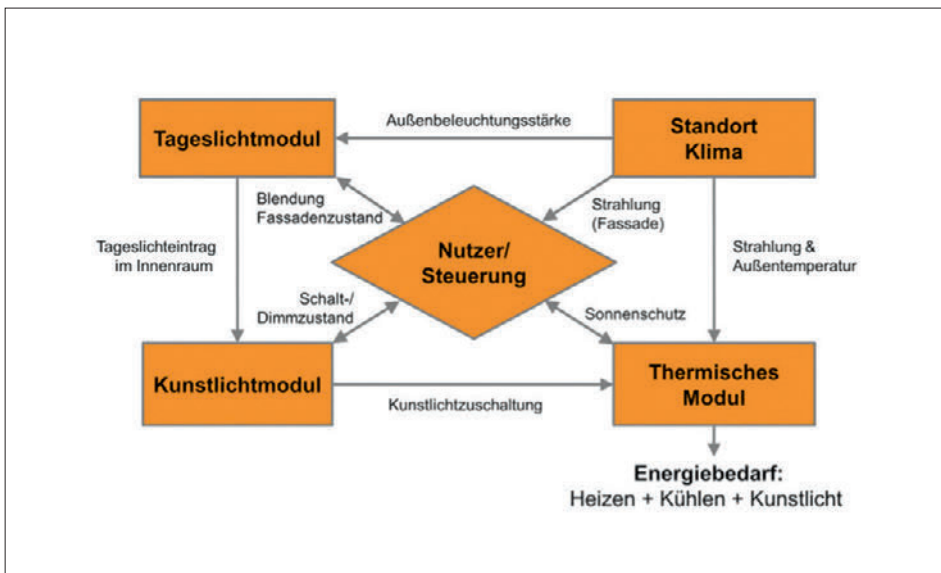 Außenbeleuchtungsstärke
Tageslichtmodul
Standort
Klima
Blendung
Fassadenzustand
Strahlung
(Fassade)
Tageslichteintrag
im Innenraum
Nutzer/
Steuerung
Strahlung &
Außentemperatur
Schalt-/
Dimmzustand
Sonnenschutz
Kunstlichtmodul
Thermisches
Modul
Kunstlichtzuschaltung
Energiebedarf:
Heizen + Kühlen + Kunstlicht